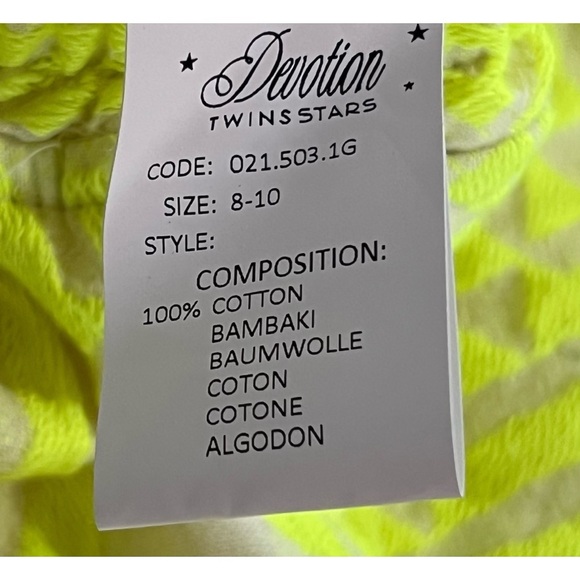 Devotion
TWINS STARS
CODE: 021.503.1G
SIZE: 8-10
STYLE:
COMPOSITION:
100% COTTON
BAMBAKI
BAUMWOLLE
COTON
COTONE
ALGODON